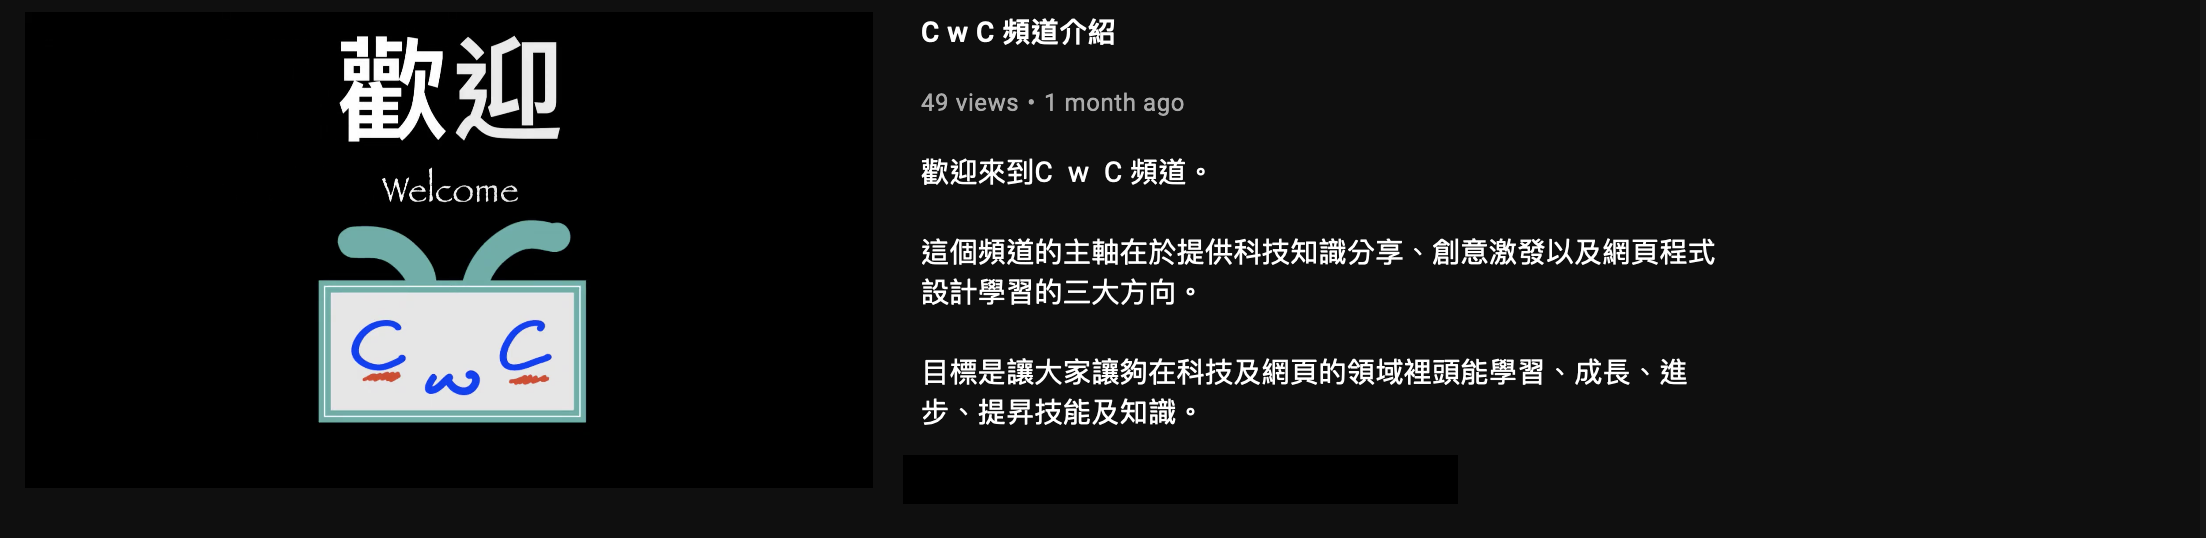 歡迎
Welcome
C w C
C w C 頻道介紹
49 views • 1 month ago
歡迎來到C w C 頻道。
這個頻道的主軸在於提供科技知識分享、創意激發以及網頁程式
設計學習的三大方向。
目標是讓大家讓夠在科技及網頁的領域裡頭能學習、成長、進
步、提昇技能及知識。